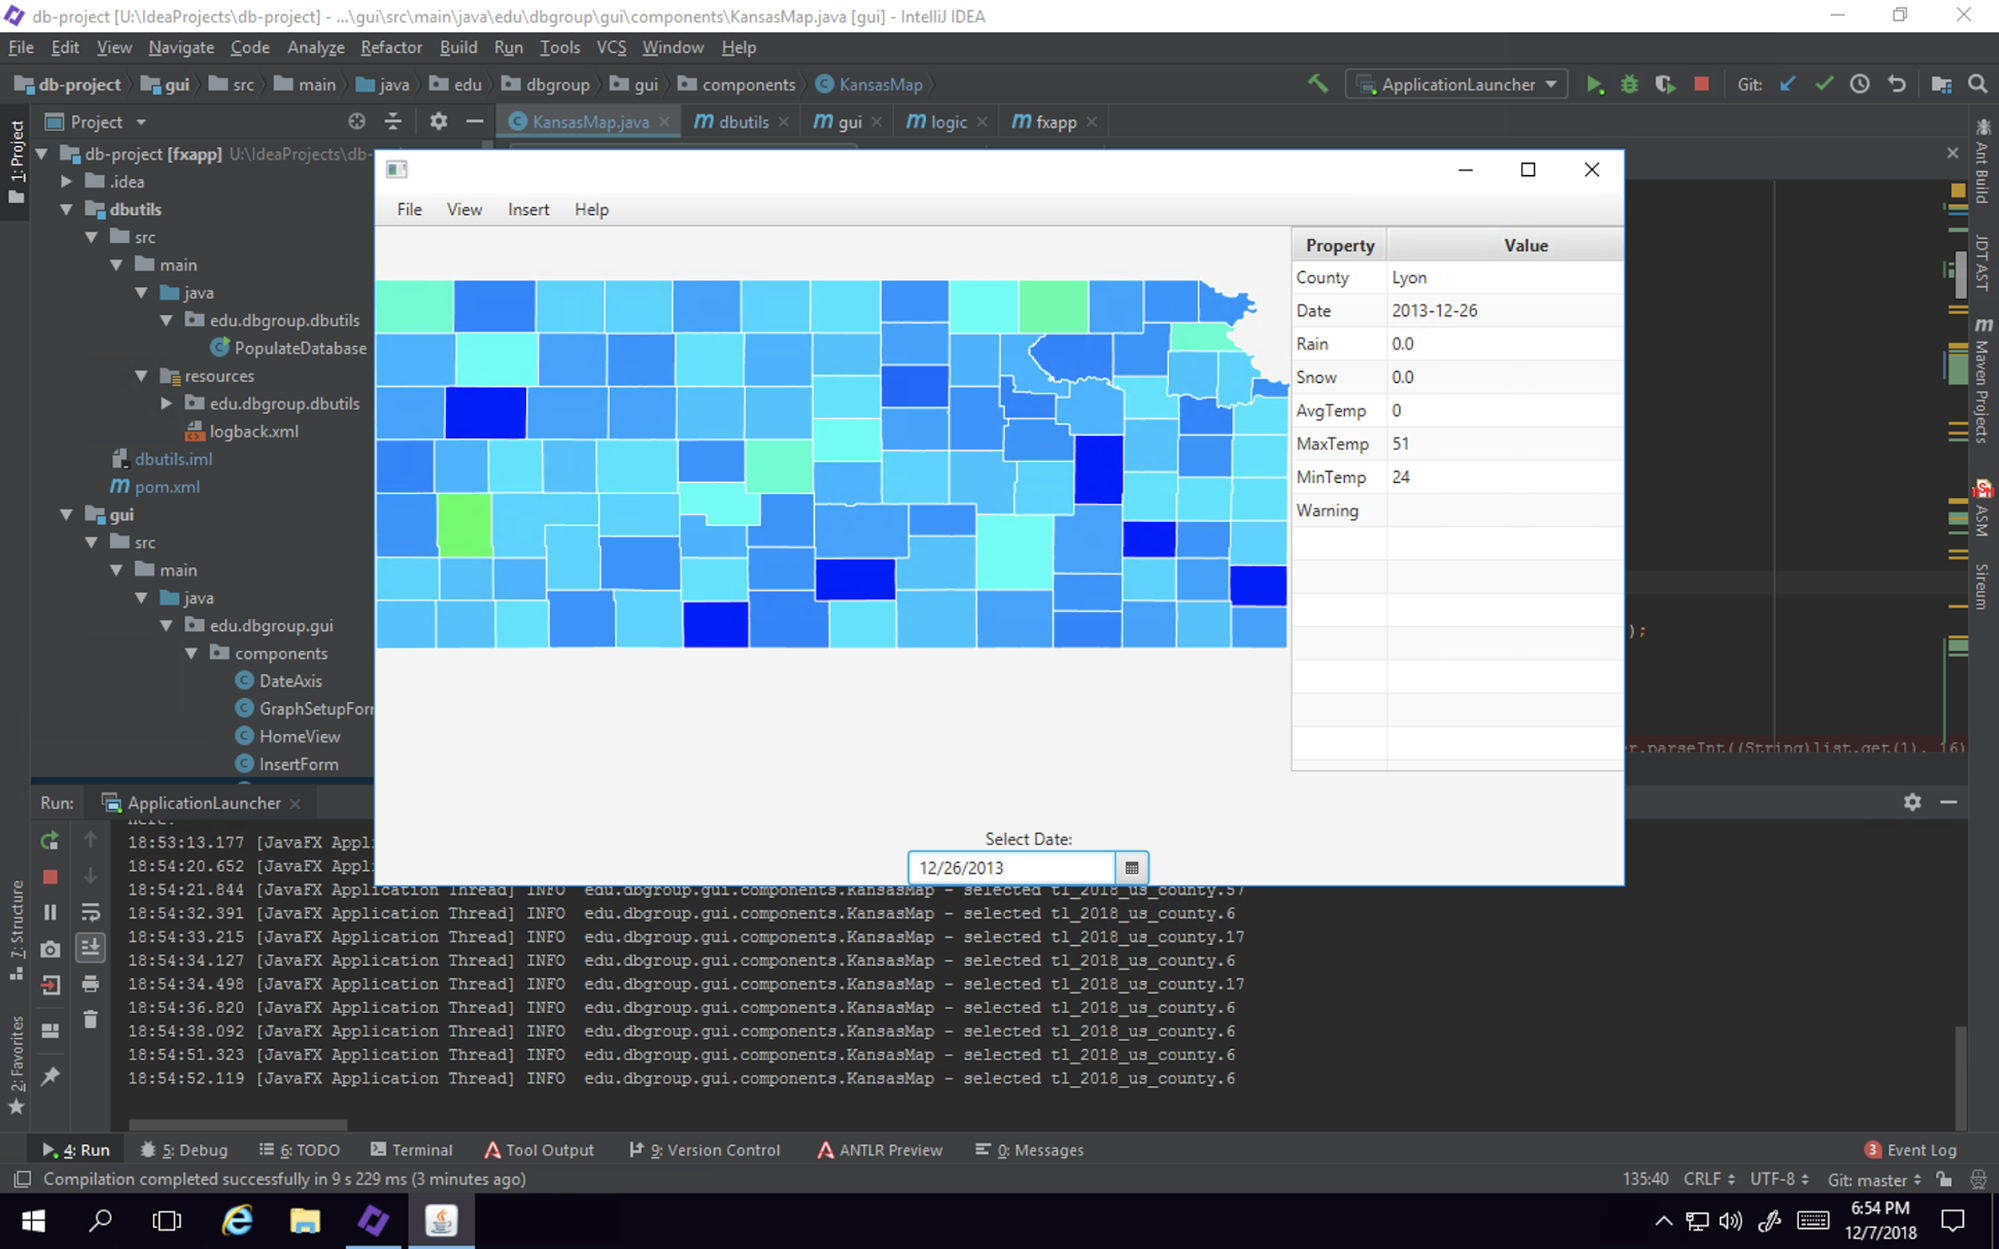 db-project [U:\IdeaProjects\db-project] - ...\gui\src\main\java\edu\dbgroup\gui\components\KansasMap.java [gui] - IntelliJ IDEA
File Edit View Navigate Code Analyze Refactor Build Run Tools VCS Window Help
db-project gui src main java edu dbgroup gui components KansasMap
ApplicationLauncher
Git:
Project
KansasMap.java dbutils gui logic fxapp
1: Project
db-project [fxapp] U:\IdeaProjects\db-
.idea
dbutils
src
main
java
edu.dbgroup.dbutils
PopulateDatabase
resources
edu.dbgroup.dbutils
logback.xml
dbutils.iml
pom.xml
gui
src
main
java
edu.dbgroup.gui
components
DateAxis
GraphSetupForm
HomeView
InsertForm
File View Insert Help
Property Value
County Lyon
Date 2013-12-26
Rain 0.0
Snow 0.0
AvgTemp 0
MaxTemp 51
MinTemp 24
Warning
Select Date:
12/26/2013
);
r.parseInt((String)list.get(1), 16)
Ant Build
JDT AST
Maven Projects
ASM
Sireum
Run: ApplicationLauncher
18:53:13.177 [JavaFX Appl
18:54:20.652 [JavaFX Appl
18:54:21.844 [JavaFX Application Thread] INFO edu.dbgroup.gui.components.KansasMap - selected tl_2018_us_county.57
18:54:32.391 [JavaFX Application Thread] INFO edu.dbgroup.gui.components.KansasMap - selected tl_2018_us_county.6
18:54:33.215 [JavaFX Application Thread] INFO edu.dbgroup.gui.components.KansasMap - selected tl_2018_us_county.17
18:54:34.127 [JavaFX Application Thread] INFO edu.dbgroup.gui.components.KansasMap - selected tl_2018_us_county.6
18:54:34.498 [JavaFX Application Thread] INFO edu.dbgroup.gui.components.KansasMap - selected tl_2018_us_county.17
18:54:36.820 [JavaFX Application Thread] INFO edu.dbgroup.gui.components.KansasMap - selected tl_2018_us_county.6
18:54:38.092 [JavaFX Application Thread] INFO edu.dbgroup.gui.components.KansasMap - selected tl_2018_us_county.6
18:54:51.323 [JavaFX Application Thread] INFO edu.dbgroup.gui.components.KansasMap - selected tl_2018_us_county.6
18:54:52.119 [JavaFX Application Thread] INFO edu.dbgroup.gui.components.KansasMap - selected tl_2018_us_county.6
7: Structure
2: Favorites
4: Run 5: Debug 6: TODO Terminal Tool Output 9: Version Control ANTLR Preview 0: Messages 3 Event Log
Compilation completed successfully in 9 s 229 ms (3 minutes ago) 135:40 CRLF UTF-8 Git: master
6:54 PM
12/7/2018